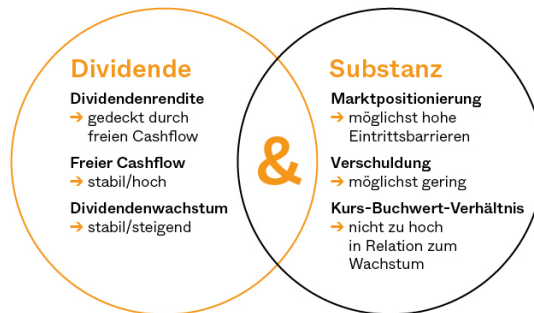 Dividende
Dividendenrendite
→ gedeckt durch
freien Cashflow
Freier Cashflow
→ stabil/hoch
Dividendenwachstum
→ stabil/steigend
&
Substanz
Marktpositionierung
→ möglichst hohe
Eintrittsbarrieren
Verschuldung
→ möglichst gering
Kurs-Buchwert-Verhältnis
→ nicht zu hoch
in Relation zum
Wachstum